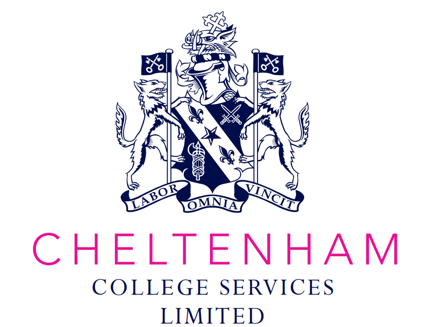 LABOR OMNIA VINCIT
CHELTENHAM
COLLEGE SERVICES
LIMITED